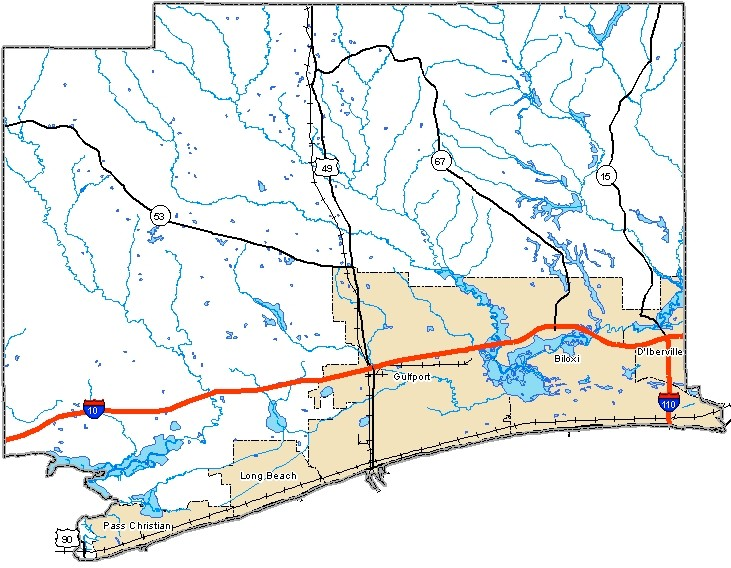 49
67
15
53
D'Iberville
Biloxi
Gulfport
10
110
Long Beach
Pass Christian
90